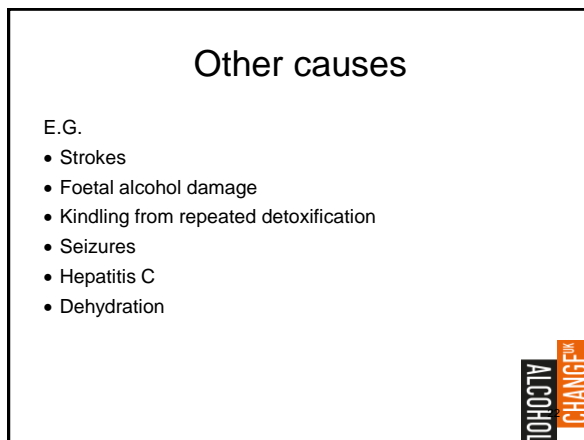 Other causes
E.G.
• Strokes
• Foetal alcohol damage
• Kindling from repeated detoxification
• Seizures
• Hepatitis C
• Dehydration
ALCOHOL
CHANGE UK